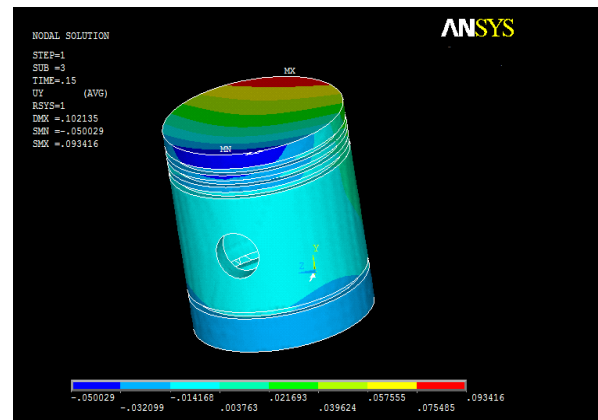 ANSYS
NODAL SOLUTION
STEP=1
SUB =3
TIME=.15
UY (AVG)
RSYS=1
DMX =.102135
SMN =-.050029
SMX =.093416
MX
MN
Y
Z
-.050029 -.014168 .021693 .057555 .093416
-.032099 .003763 .039624 .075485